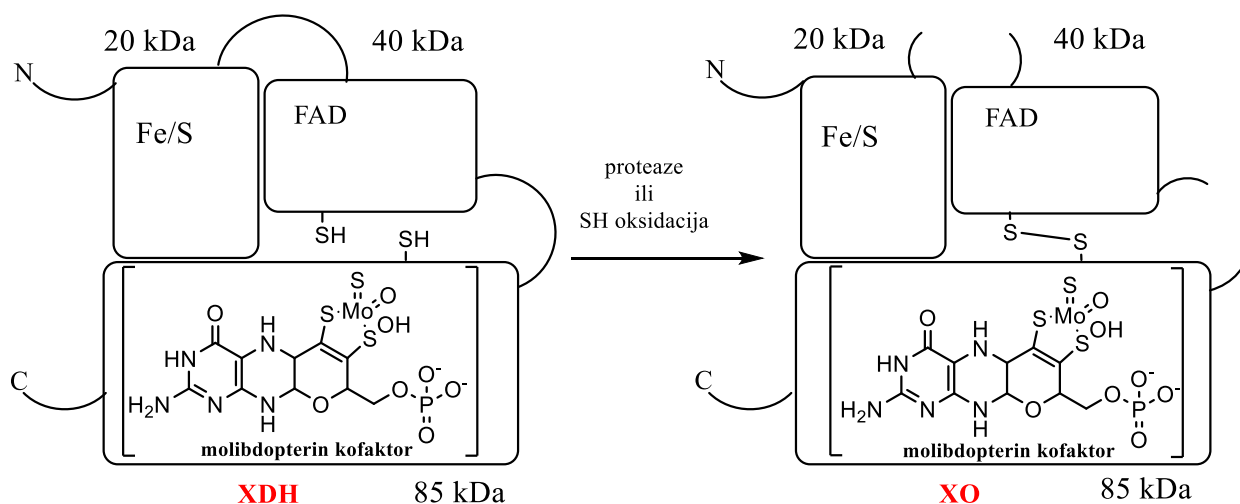 20 kDa
40 kDa
N
Fe/S
FAD
SH
SH
S
Mo
O
S
S
OH
O
H
N
HN
H₂N
N
N
H
O
O
P
O⁻
O⁻
O
C
molibdopterin kofaktor
XDH
85 kDa
proteaze
ili
SH oksidacija
20 kDa
40 kDa
N
Fe/S
FAD
S
S
S
Mo
O
S
S
OH
O
H
N
HN
H₂N
N
N
H
O
O
P
O⁻
O⁻
O
C
molibdopterin kofaktor
XO
85 kDa